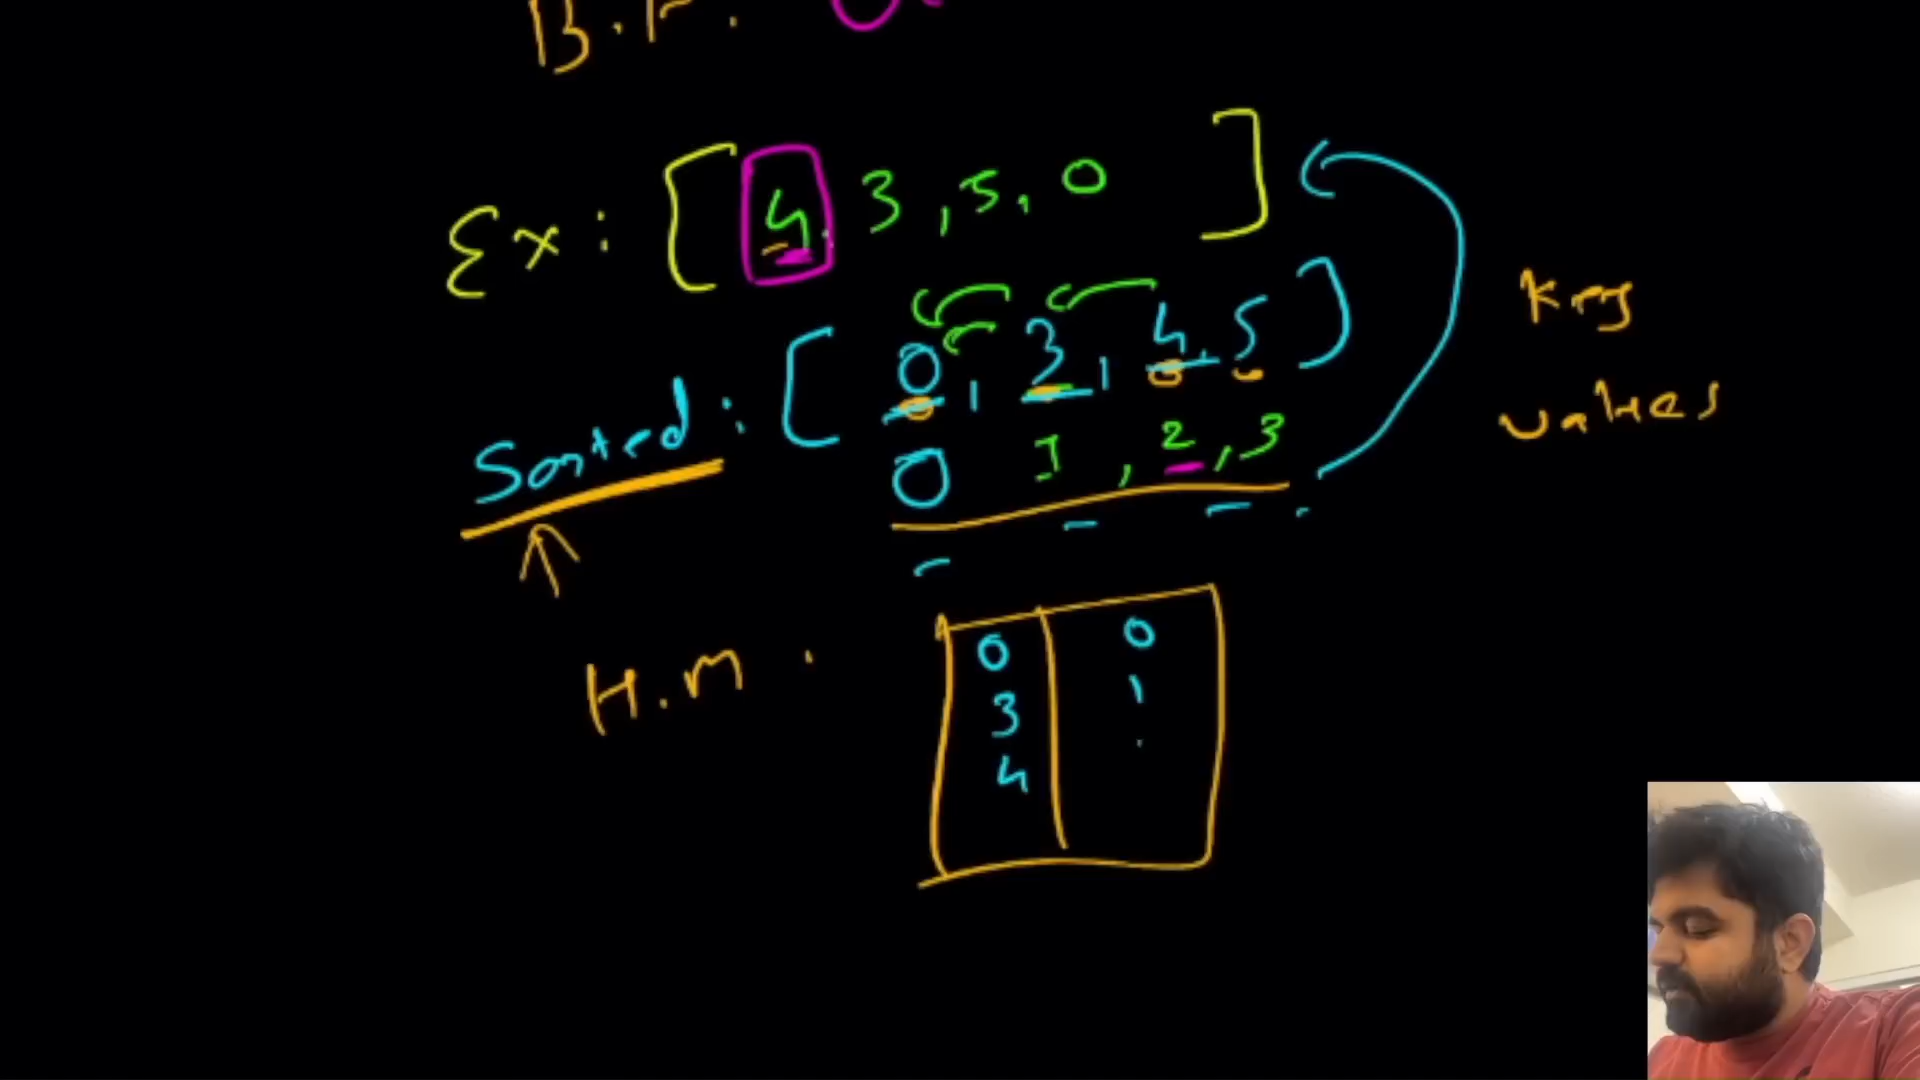 B.F.
Ex: [4, 3, 5, 0]
Sorted: [0, 3, 4, 5]
0 1, 2, 3
Key
values
H.M.
0 0
3 1
4